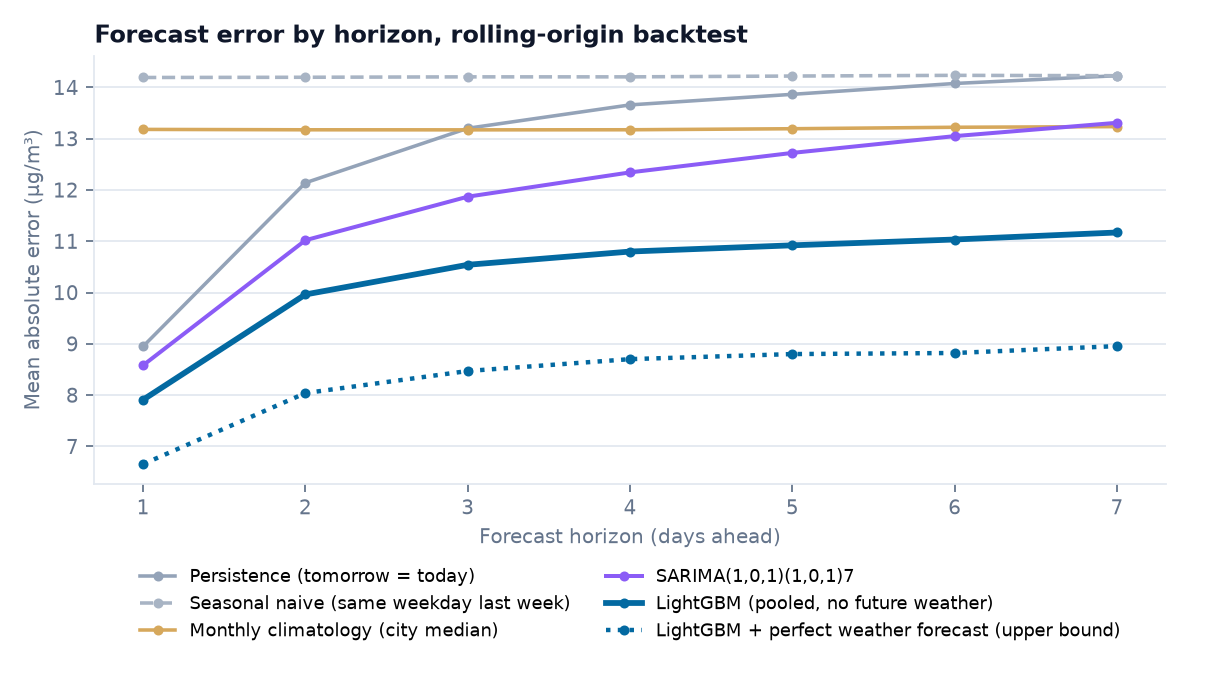 Forecast error by horizon, rolling-origin backtest
Mean absolute error (µg/m³)
14
13
12
11
10
9
8
7
1 2 3 4 5 6 7
Forecast horizon (days ahead)
Persistence (tomorrow = today)
Seasonal naive (same weekday last week)
Monthly climatology (city median)
SARIMA(1,0,1)(1,0,1)7
LightGBM (pooled, no future weather)
LightGBM + perfect weather forecast (upper bound)